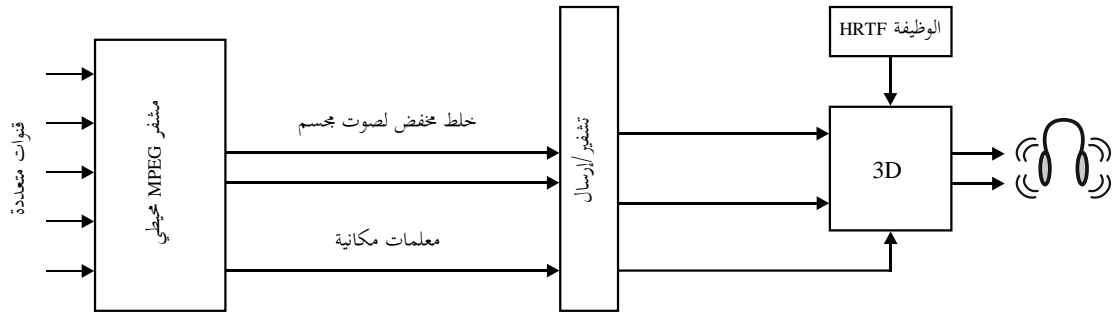 الوظيفة HRTF
قنوات متعددة
مشفر MPEG محيطي
خلط مخفض لصوت مجسم
معلمات مكانية
تشفير/إرسال
3D